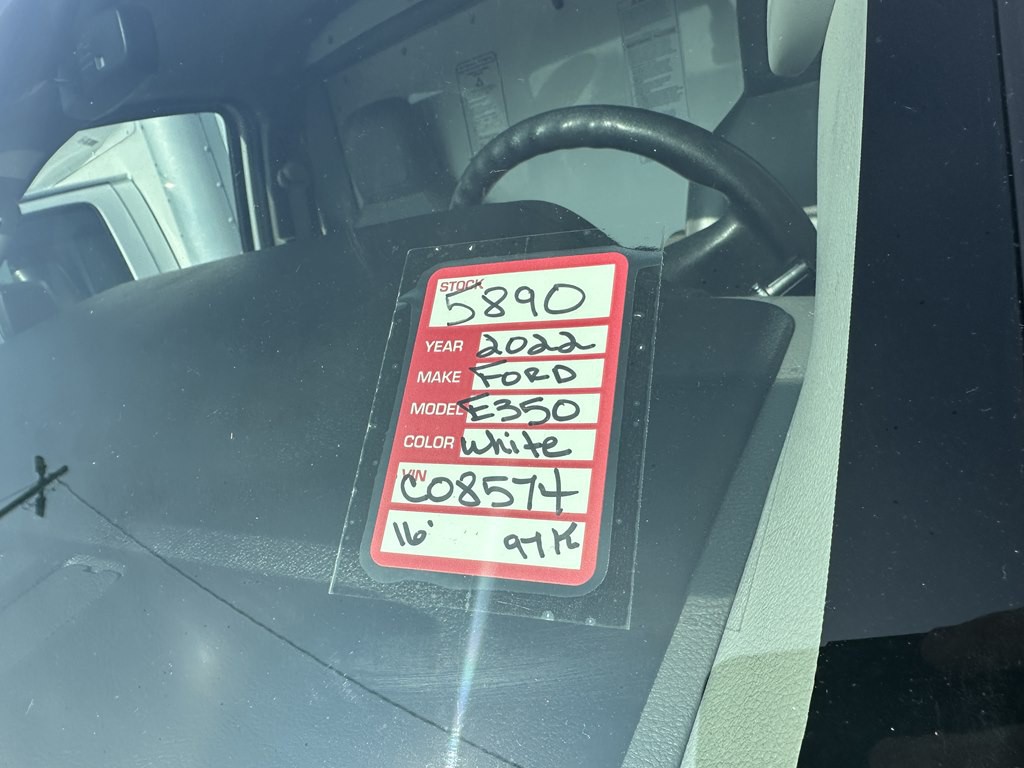 STOCK
5890
YEAR 2022
MAKE FORD
MODEL E350
COLOR White
VIN
C08574
16' 97K